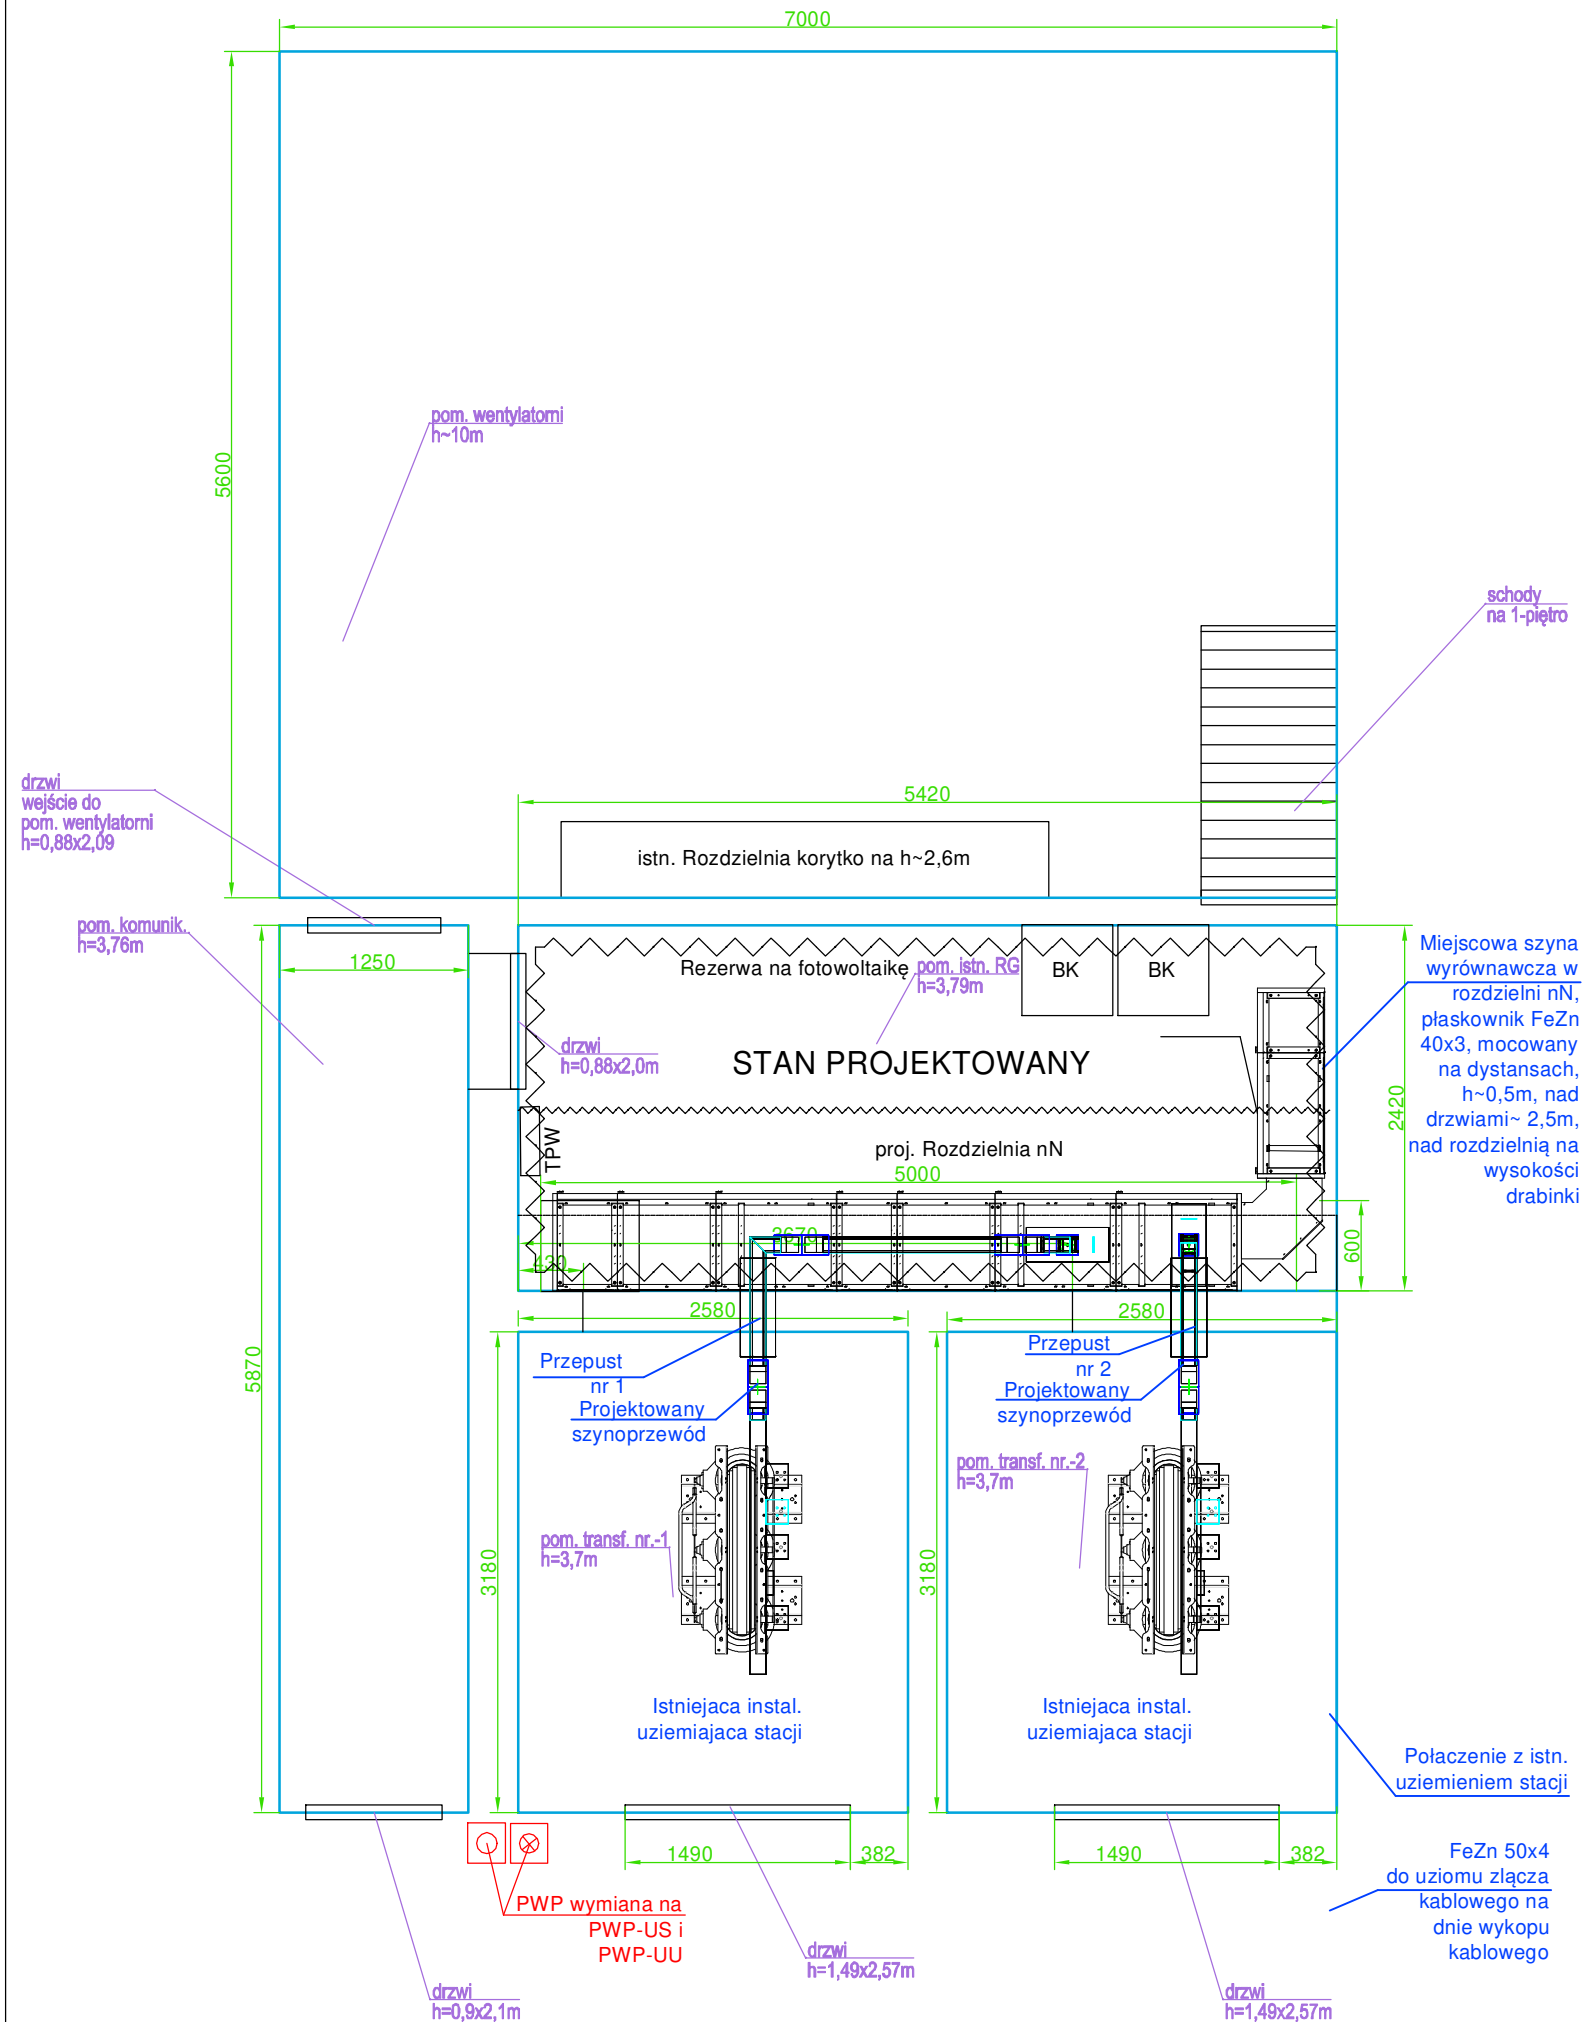 7000
5600
pom. wentylatorni
h~10m
schody
na 1-piętro
drzwi
wejście do
pom. wentylatorni
h=0,88x2,09
5420
istn. Rozdzielnia korytko na h~2,6m
pom. komunik.
h=3,76m
1250
Rezerwa na fotowoltaikę
pom. istn. RG
h=3,79m
BK
BK
Miejscowa szyna
wyrównawcza w
rozdzielni nN,
płaskownik FeZn
40x3, mocowany
na dystansach,
h~0,5m, nad
drzwiami~ 2,5m,
nad rozdzielnią na
wysokości
drabinki
drzwi
h=0,88x2,0m
STAN PROJEKTOWANY
2420
TPW
proj. Rozdzielnia nN
5000
3670
430
600
2580
2580
5870
Przepust
nr 1
Projektowany
szynoprzewód
Przepust
nr 2
Projektowany
szynoprzewód
pom. transf. nr.-1
h=3,7m
pom. transf. nr.-2
h=3,7m
3180
3180
Istniejaca instal.
uziemiajaca stacji
Istniejaca instal.
uziemiajaca stacji
Połaczenie z istn.
uziemieniem stacji
1490
382
1490
382
FeZn 50x4
do uziomu złącza
kablowego na
dnie wykopu
kablowego
PWP wymiana na
PWP-US i
PWP-UU
drzwi
h=1,49x2,57m
drzwi
h=0,9x2,1m
drzwi
h=1,49x2,57m